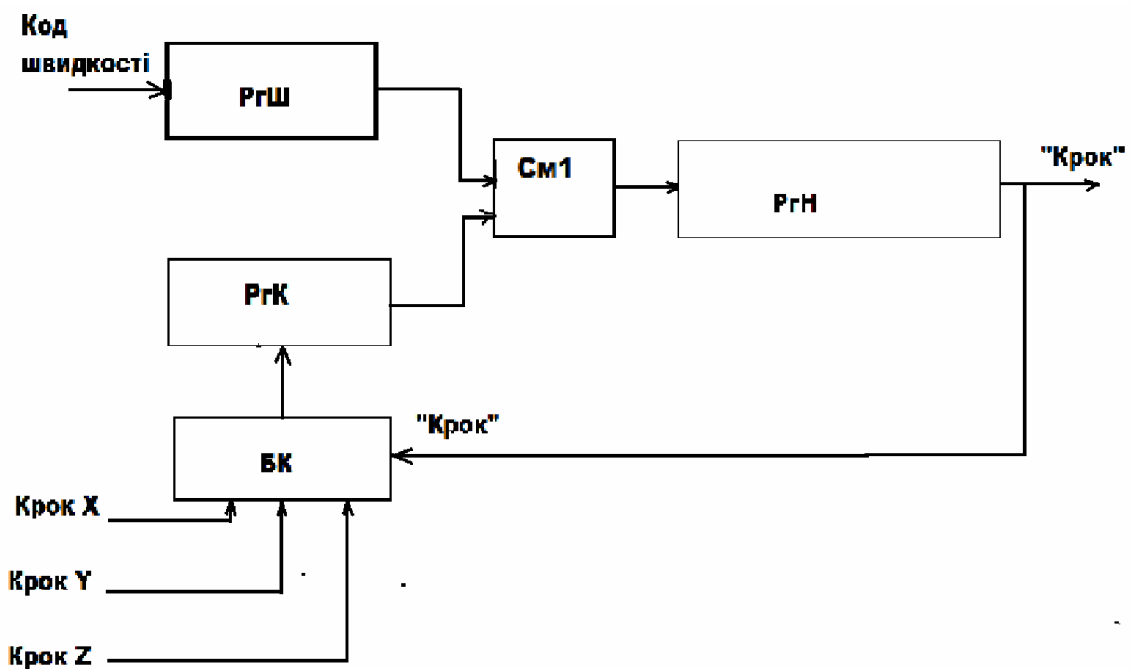 Код
швидкості
РгШ
См1
"Крок"
РгН
РгК
"Крок"
БК
Крок X
Крок Y
Крок Z